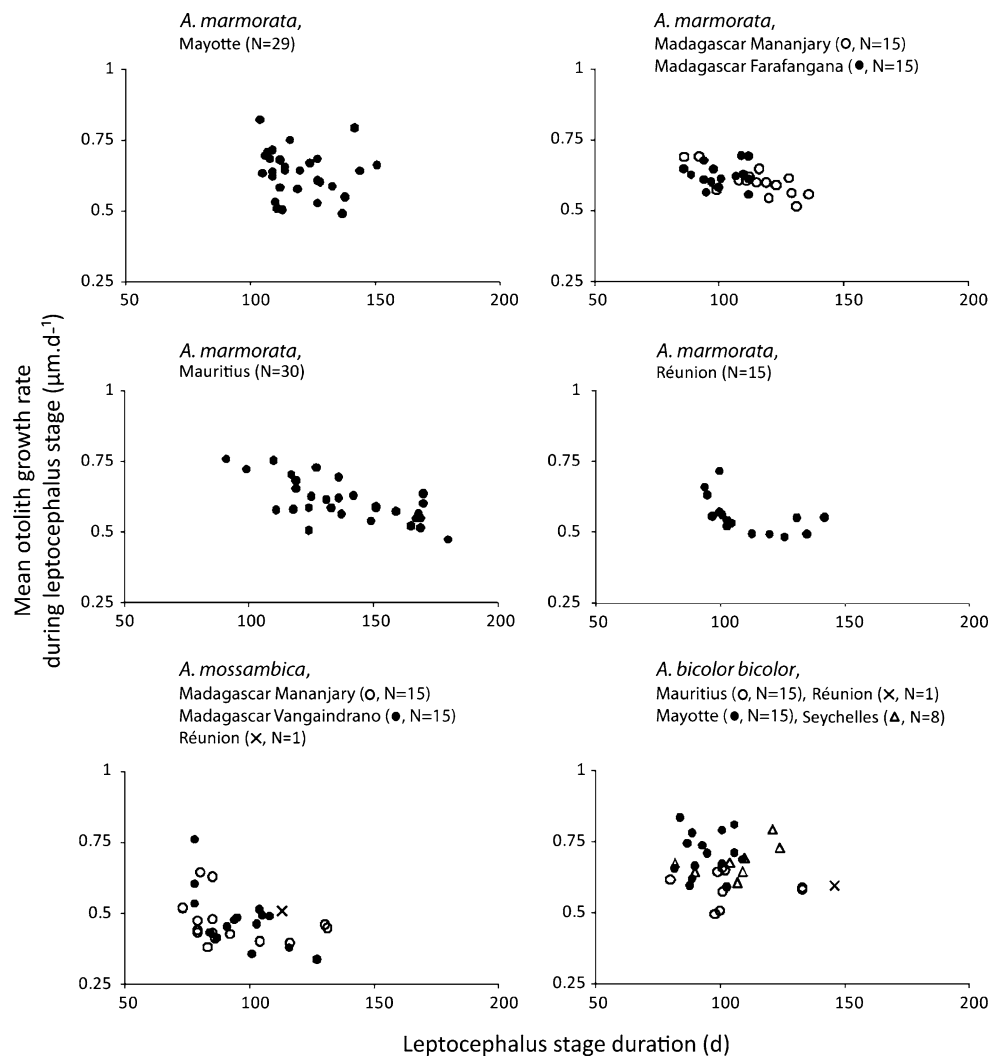 A. marmorata,
Mayotte (N=29)
1
0.75
0.5
0.25
50
100
150
200
A. marmorata,
Madagascar Mananjary (o, N=15)
Madagascar Farafangana (●, N=15)
1
0.75
0.5
0.25
50
100
150
200
A. marmorata,
Mauritius (N=30)
1
0.75
0.5
0.25
50
100
150
200
A. marmorata,
Réunion (N=15)
1
0.75
0.5
0.25
50
100
150
200
A. mossambica,
Madagascar Mananjary (o, N=15)
Madagascar Vangaindrano (●, N=15)
Réunion (×, N=1)
1
0.75
0.5
0.25
50
100
150
200
A. bicolor bicolor,
Mauritius (o, N=15), Réunion (×, N=1)
Mayotte (●, N=15), Seychelles (△, N=8)
1
0.75
0.5
0.25
50
100
150
200
Mean otolith growth rate
during leptocephalus stage (µm.d-¹)
Leptocephalus stage duration (d)